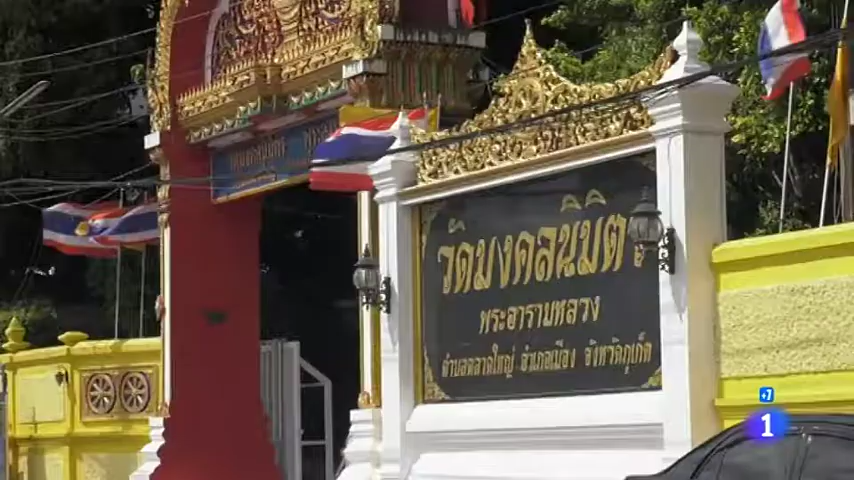 วัดมงคลนิมิตร
พระอารามหลวง
ตำบลตลาดใหญ่ อำเภอเมือง จังหวัดภูเก็ต
+7
1